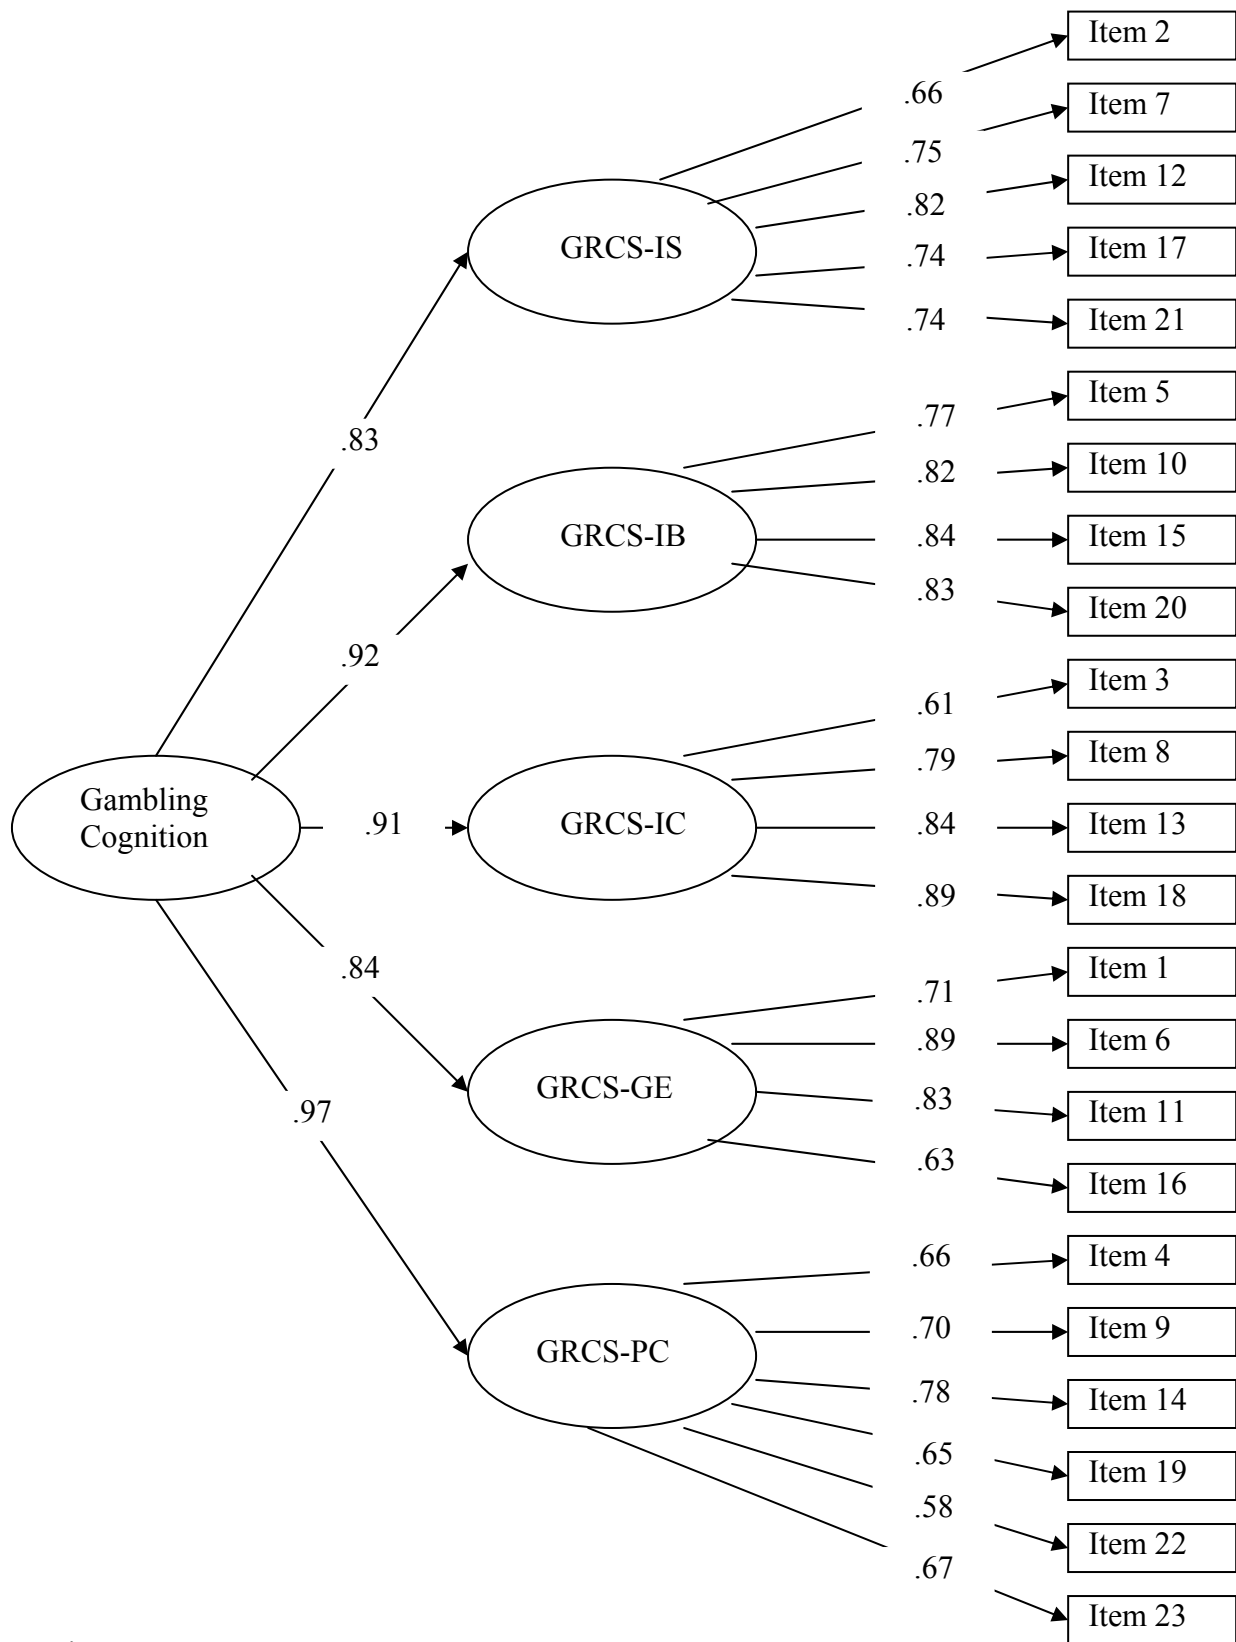 Item 2
.66
Item 7
.75
Item 12
.82
GRCS-IS
Item 17
.74
Item 21
.74
Item 5
.77
.83
Item 10
.82
GRCS-IB
Item 15
.84
Item 20
.83
.92
Item 3
.61
Item 8
.79
Gambling
Cognition
.91
GRCS-IC
Item 13
.84
Item 18
.89
Item 1
.84
.71
Item 6
.89
GRCS-GE
Item 11
.83
.97
Item 16
.63
Item 4
.66
Item 9
.70
GRCS-PC
Item 14
.78
Item 19
.65
.58
Item 22
.67
Item 23